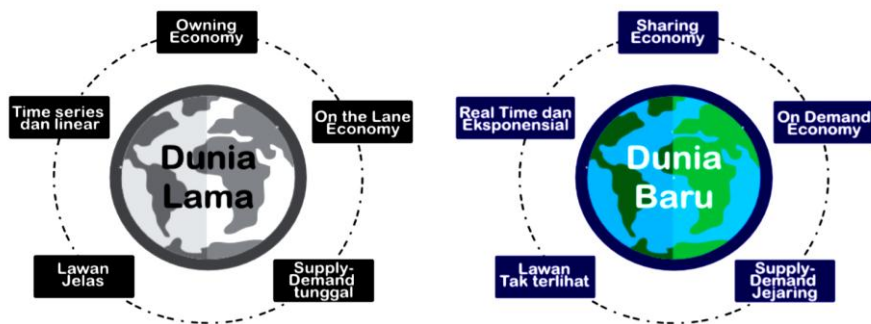 Owning
Economy
Time series
dan linear
On the Lane
Economy
Dunia
Lama
Lawan
Jelas
Supply-
Demand
tunggal
Sharing
Economy
Real Time dan
Eksponensial
On Demand
Economy
Dunia
Baru
Lawan
Tak terlihat
Supply-
Demand
Jejaring